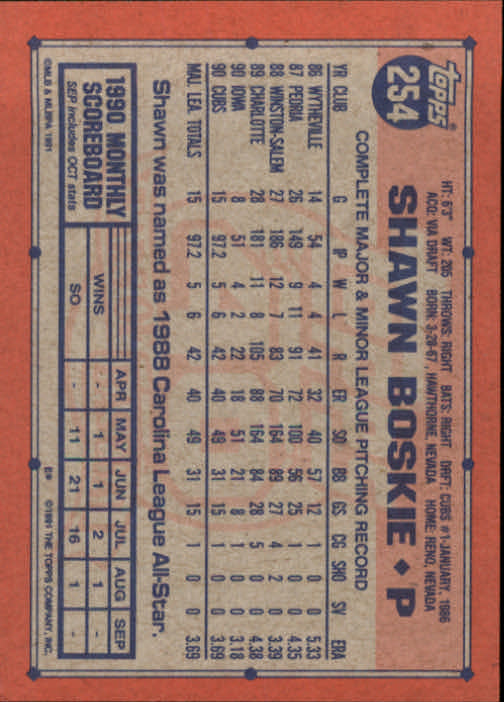 Topps®
254
SHAWN BOSKIE ◆ P
HT: 6'3" WT: 205 THROWS: RIGHT BATS: RIGHT DRFT: CUBS #1-JANUARY, 1986
ACQ: VIA DRAFT BORN: 3-28-67, HAWTHORNE, NEVADA HOME: RENO, NEVADA
COMPLETE MAJOR & MINOR LEAGUE PITCHING RECORD
YR CLUB G IP W L R ER SO BB GS CG SHO SV ERA
86 WYTHEVILLE 14 54 4 4 41 32 40 57 12 1 0 0 5.33
87 PEORIA 26 149 9 11 91 72 100 56 25 1 0 0 4.35
88 WINSTON-SALEM 27 186 12 7 83 70 164 89 27 4 2 0 3.39
89 CHARLOTTE 28 181 11 8 105 88 164 84 28 5 0 0 4.38
90 IOWA 8 51 4 2 22 18 51 21 8 1 0 0 3.18
90 CUBS 15 97.2 5 6 42 40 49 31 15 1 0 0 3.69
MAJ. LEA. TOTALS 15 97.2 5 6 42 40 49 31 15 1 0 0 3.69
Shawn was named as 1988 Carolina League All-Star.
1990 MONTHLY
SCOREBOARD
SEP includes OCT stats
APR MAY JUN JUL AUG SEP
WINS - 1 1 2 1 -
SO - 11 21 16 1 -
©MLB & MLBPA 1991
B* © 1991 THE TOPPS COMPANY, INC.